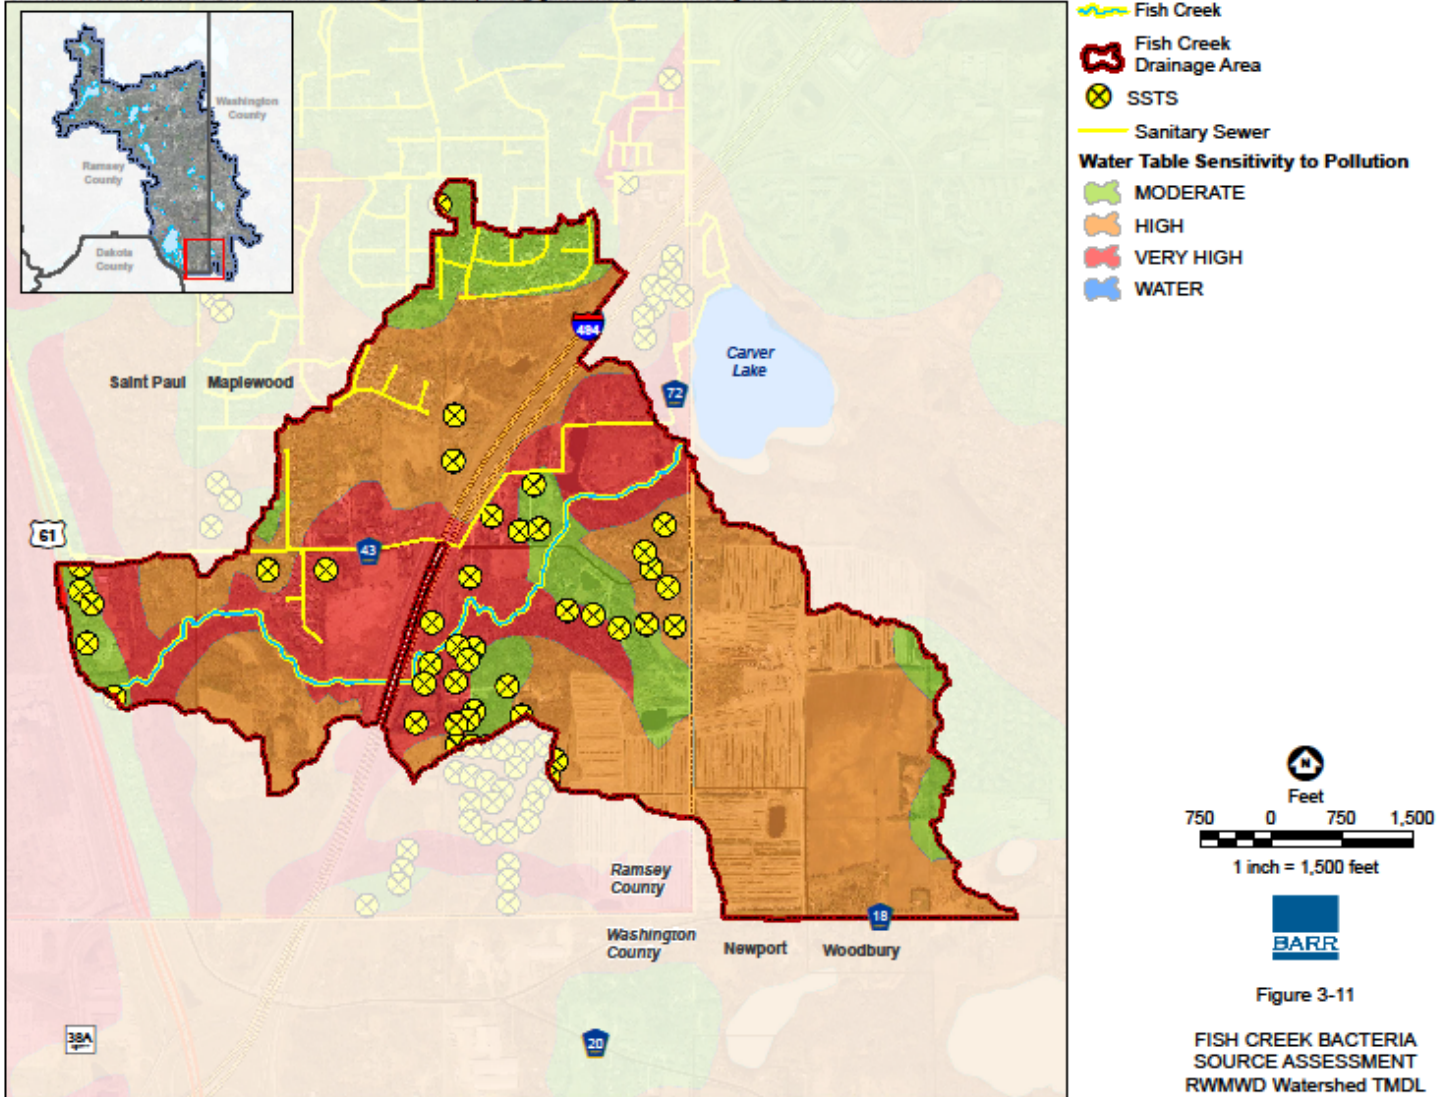 Washington
County
Ramsey
County
Dakota
County
484
Carver
Lake
Saint Paul
Maplewood
72
61
43
Ramsey
County
Washington
County
Newport
Woodbury
18
38A
20
Fish Creek
Fish Creek
Drainage Area
SSTS
Sanitary Sewer
Water Table Sensitivity to Pollution
MODERATE
HIGH
VERY HIGH
WATER
N
Feet
750 0 750 1,500
1 inch = 1,500 feet
BARR
Figure 3-11
FISH CREEK BACTERIA
SOURCE ASSESSMENT
RWMWD Watershed TMDL